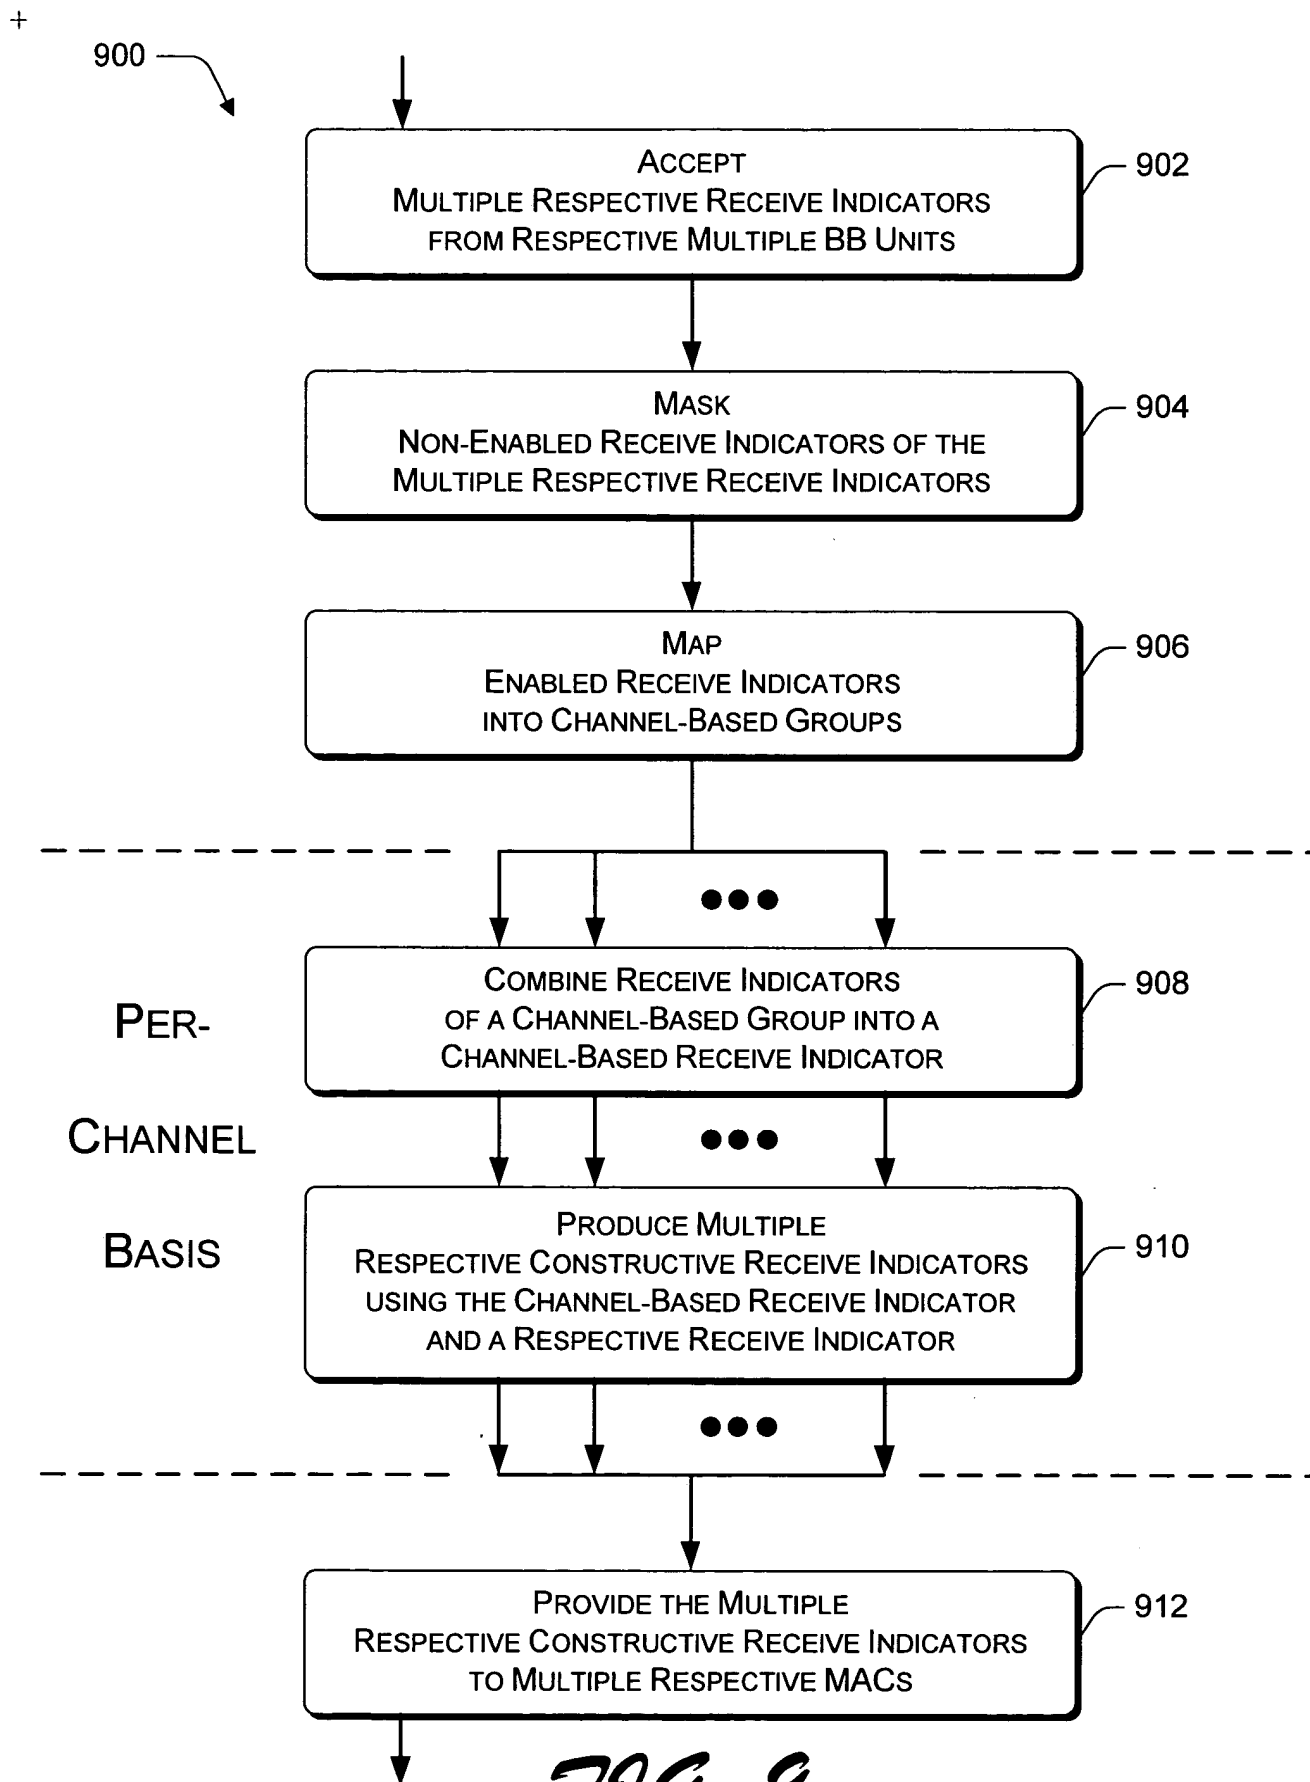 900
ACCEPT
MULTIPLE RESPECTIVE RECEIVE INDICATORS
FROM RESPECTIVE MULTIPLE BB UNITS
902
MASK
NON-ENABLED RECEIVE INDICATORS OF THE
MULTIPLE RESPECTIVE RECEIVE INDICATORS
904
MAP
ENABLED RECEIVE INDICATORS
INTO CHANNEL-BASED GROUPS
906
PER-
CHANNEL
BASIS
COMBINE RECEIVE INDICATORS
OF A CHANNEL-BASED GROUP INTO A
CHANNEL-BASED RECEIVE INDICATOR
908
PRODUCE MULTIPLE
RESPECTIVE CONSTRUCTIVE RECEIVE INDICATORS
USING THE CHANNEL-BASED RECEIVE INDICATOR
AND A RESPECTIVE RECEIVE INDICATOR
910
PROVIDE THE MULTIPLE
RESPECTIVE CONSTRUCTIVE RECEIVE INDICATORS
TO MULTIPLE RESPECTIVE MACS
912
FIG. 9